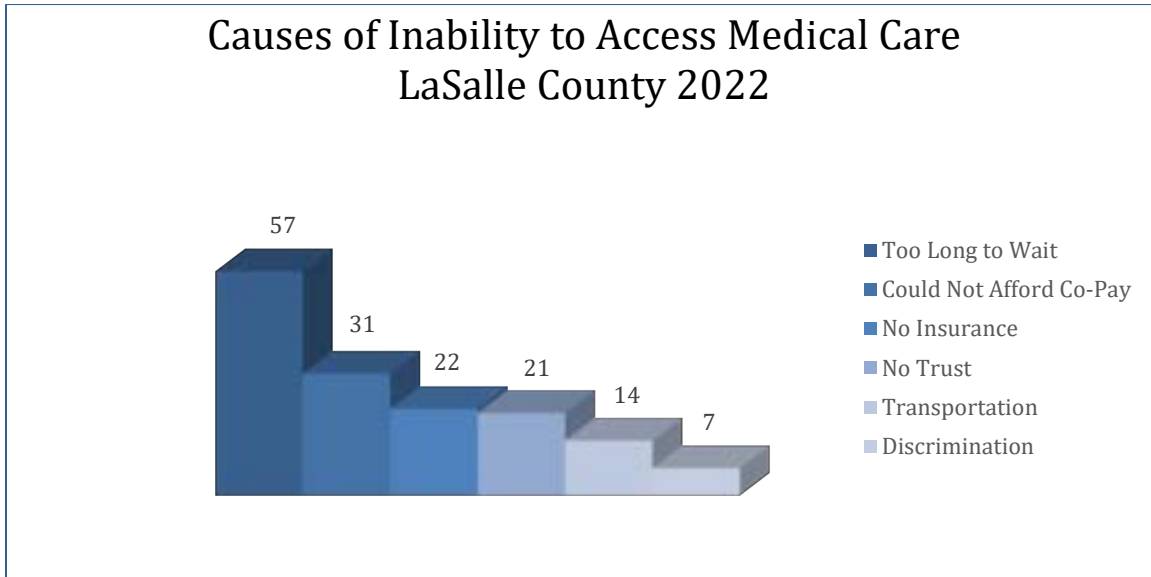 Causes of Inability to Access Medical Care
LaSalle County 2022
57
31
22
21
14
7
Too Long to Wait
Could Not Afford Co-Pay
No Insurance
No Trust
Transportation
Discrimination